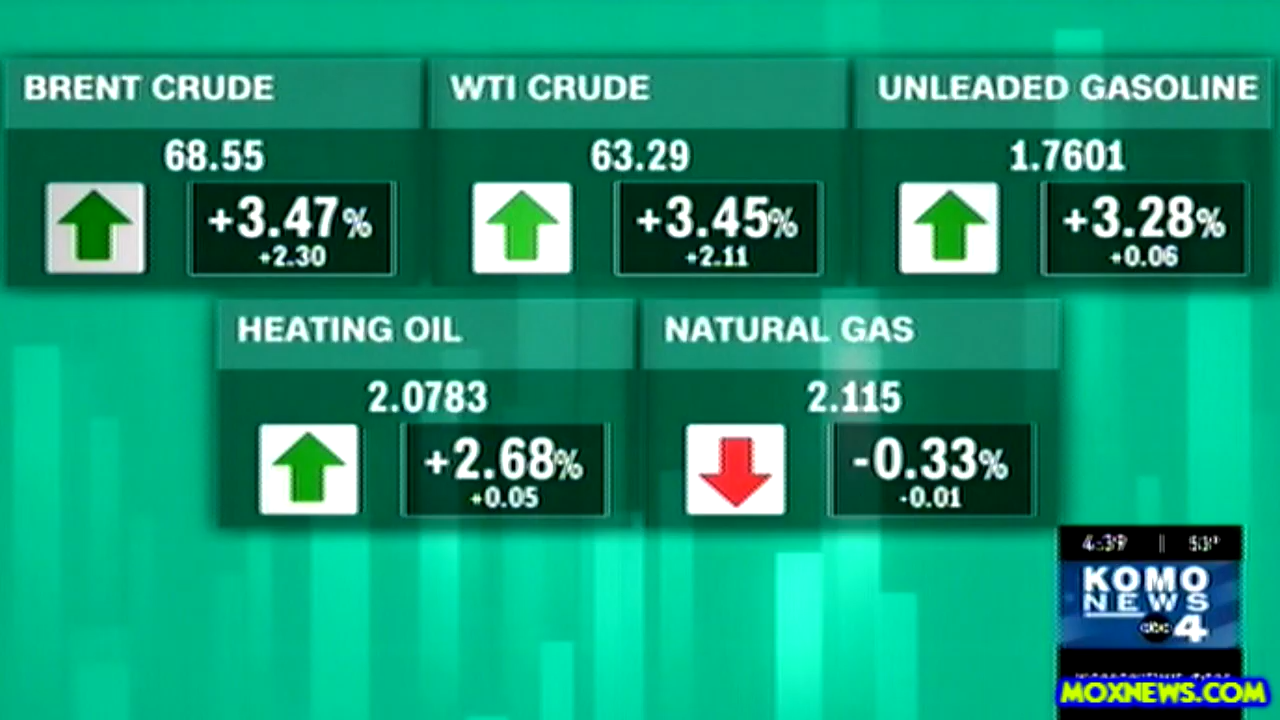 BRENT CRUDE
68.55
+3.47%
+2.30
WTI CRUDE
63.29
+3.45%
+2.11
UNLEADED GASOLINE
1.7601
+3.28%
+0.06
HEATING OIL
2.0783
+2.68%
+0.05
NATURAL GAS
2.115
-0.33%
-0.01
4:39 | 53°
KOMO
NEWS
abc 4
MOXNEWS.COM